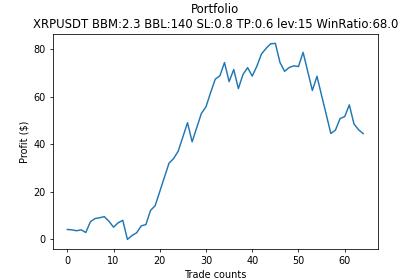 Portfolio
XRPUSDT BBM:2.3 BBL:140 SL:0.8 TP:0.6 lev:15 WinRatio:68.0
80
60
40
20
0
Profit ($)
0 10 20 30 40 50 60
Trade counts